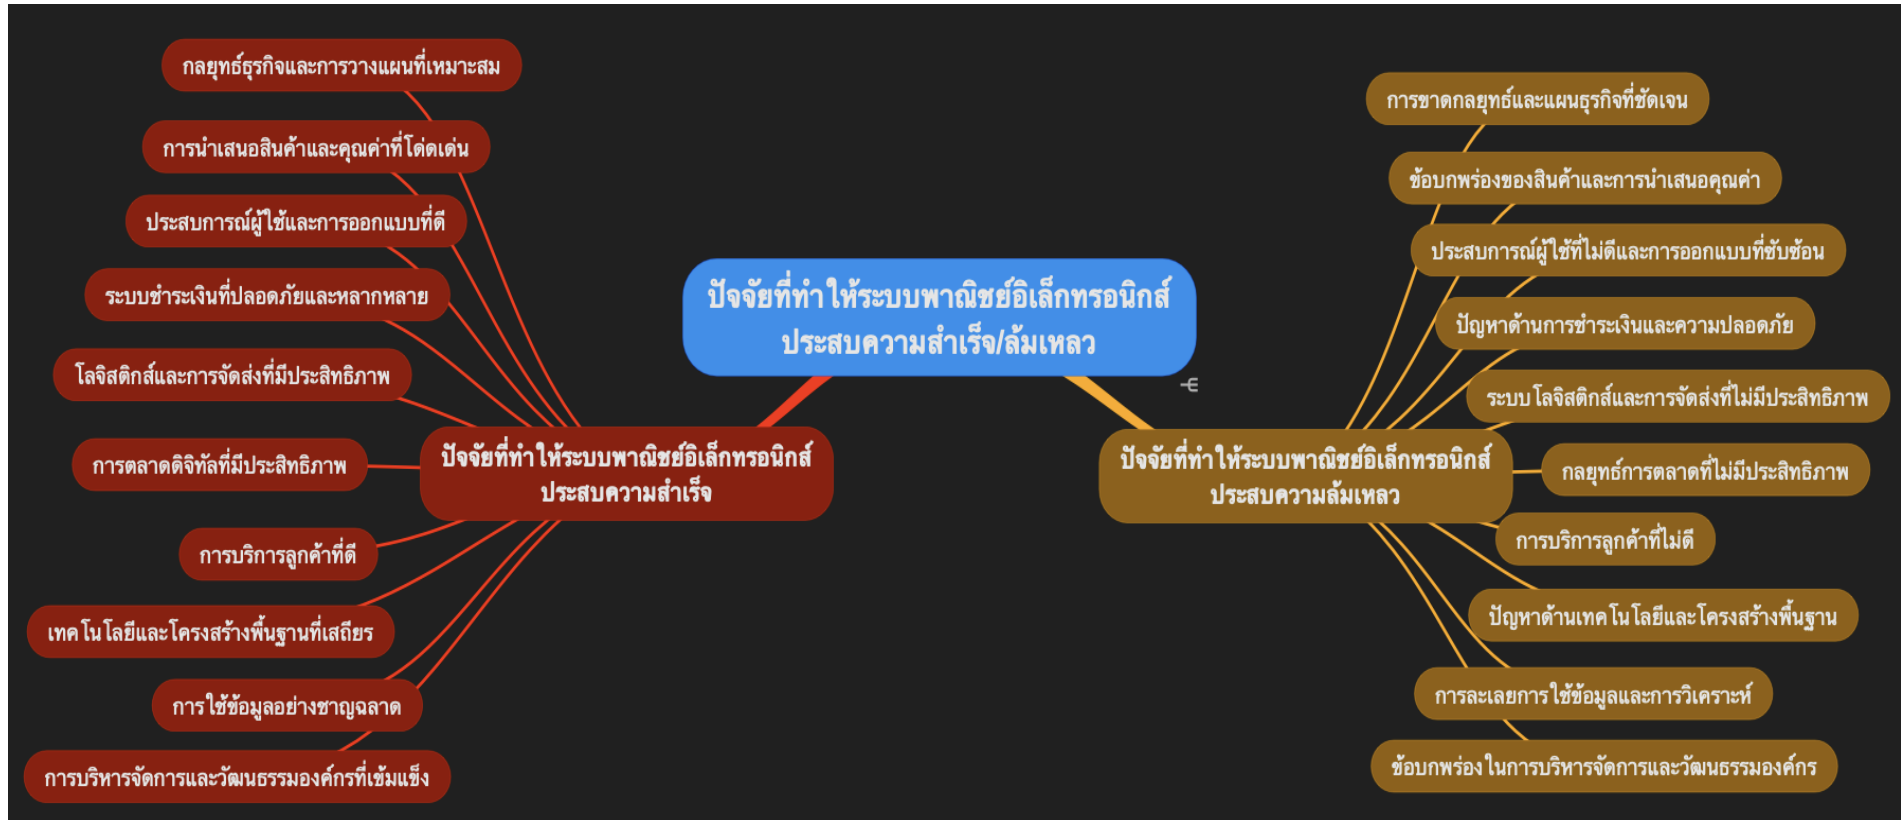 ปัจจัยที่ทำให้ระบบพาณิชย์อิเล็กทรอนิกส์
ประสบความสำเร็จ/ล้มเหลว
ปัจจัยที่ทำให้ระบบพาณิชย์อิเล็กทรอนิกส์
ประสบความสำเร็จ
กลยุทธ์ธุรกิจและการวางแผนที่เหมาะสม
การนำเสนอสินค้าและคุณค่าที่โด่ดเด่น
ประสบการณ์ผู้ใช้และการออกแบบที่ดี
ระบบชำระเงินที่ปลอดภัยและหลากหลาย
โลจิสติกส์และการจัดส่งที่มีประสิทธิภาพ
การตลาดดิจิทัลที่มีประสิทธิภาพ
การบริการลูกค้าที่ดี
เทคโนโลยีและโครงสร้างพื้นฐานที่เสถียร
การใช้ข้อมูลอย่างชาญฉลาด
การบริหารจัดการและวัฒนธรรมองค์กรที่เข้มแข็ง
ปัจจัยที่ทำให้ระบบพาณิชย์อิเล็กทรอนิกส์
ประสบความล้มเหลว
การขาดกลยุทธ์และแผนธุรกิจที่ชัดเจน
ข้อบกพร่องของสินค้าและการนำเสนอคุณค่า
ประสบการณ์ผู้ใช้ที่ไม่ดีและการออกแบบที่ซับซ้อน
ปัญหาด้านการชำระเงินและความปลอดภัย
ระบบโลจิสติกส์และการจัดส่งที่ไม่มีประสิทธิภาพ
กลยุทธ์การตลาดที่ไม่มีประสิทธิภาพ
การบริการลูกค้าที่ไม่ดี
ปัญหาด้านเทคโนโลยีและโครงสร้างพื้นฐาน
การละเลยการใช้ข้อมูลและการวิเคราะห์
ข้อบกพร่องในการบริหารจัดการและวัฒนธรรมองค์กร